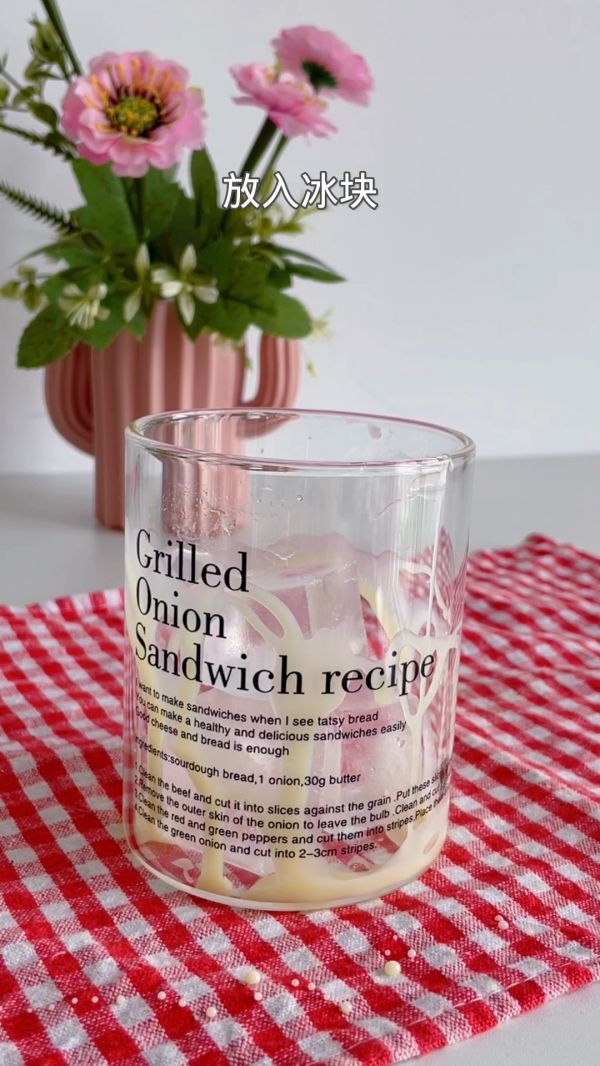 放入冰块
Grilled
Onion
Sandwich recipe
want to make sandwiches when I see tatsy bread
You can make a healthy and delicious sandwiches easily
Good cheese and bread is enough
Ingredients:sourdough bread,1 onion,30g butter
Clean the beef and cut it into slices against the grain .Put these
2.Remove the outer skin of the onion to leave the bulb .Clean and cut
Clean the red and green peppers and cut them into stripes.Place
Clean the green onion and cut into 2–3cm stripes.